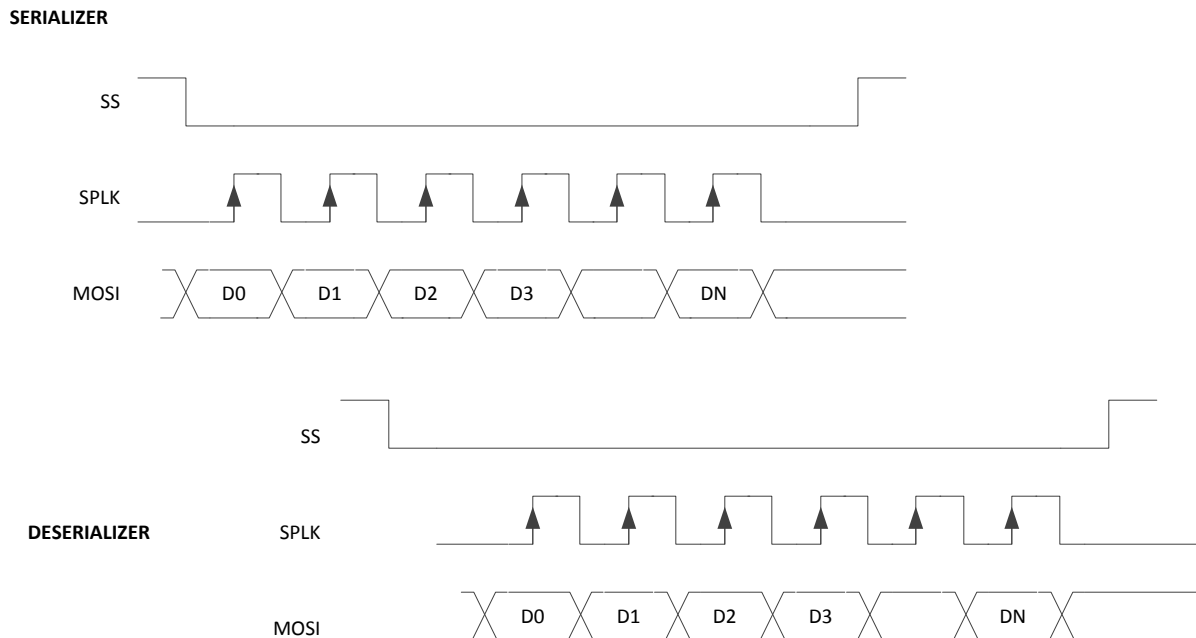 SERIALIZER
SS
SPLK
MOSI
D0 D1 D2 D3 DN
SS
DESERIALIZER
SPLK
MOSI
D0 D1 D2 D3 DN